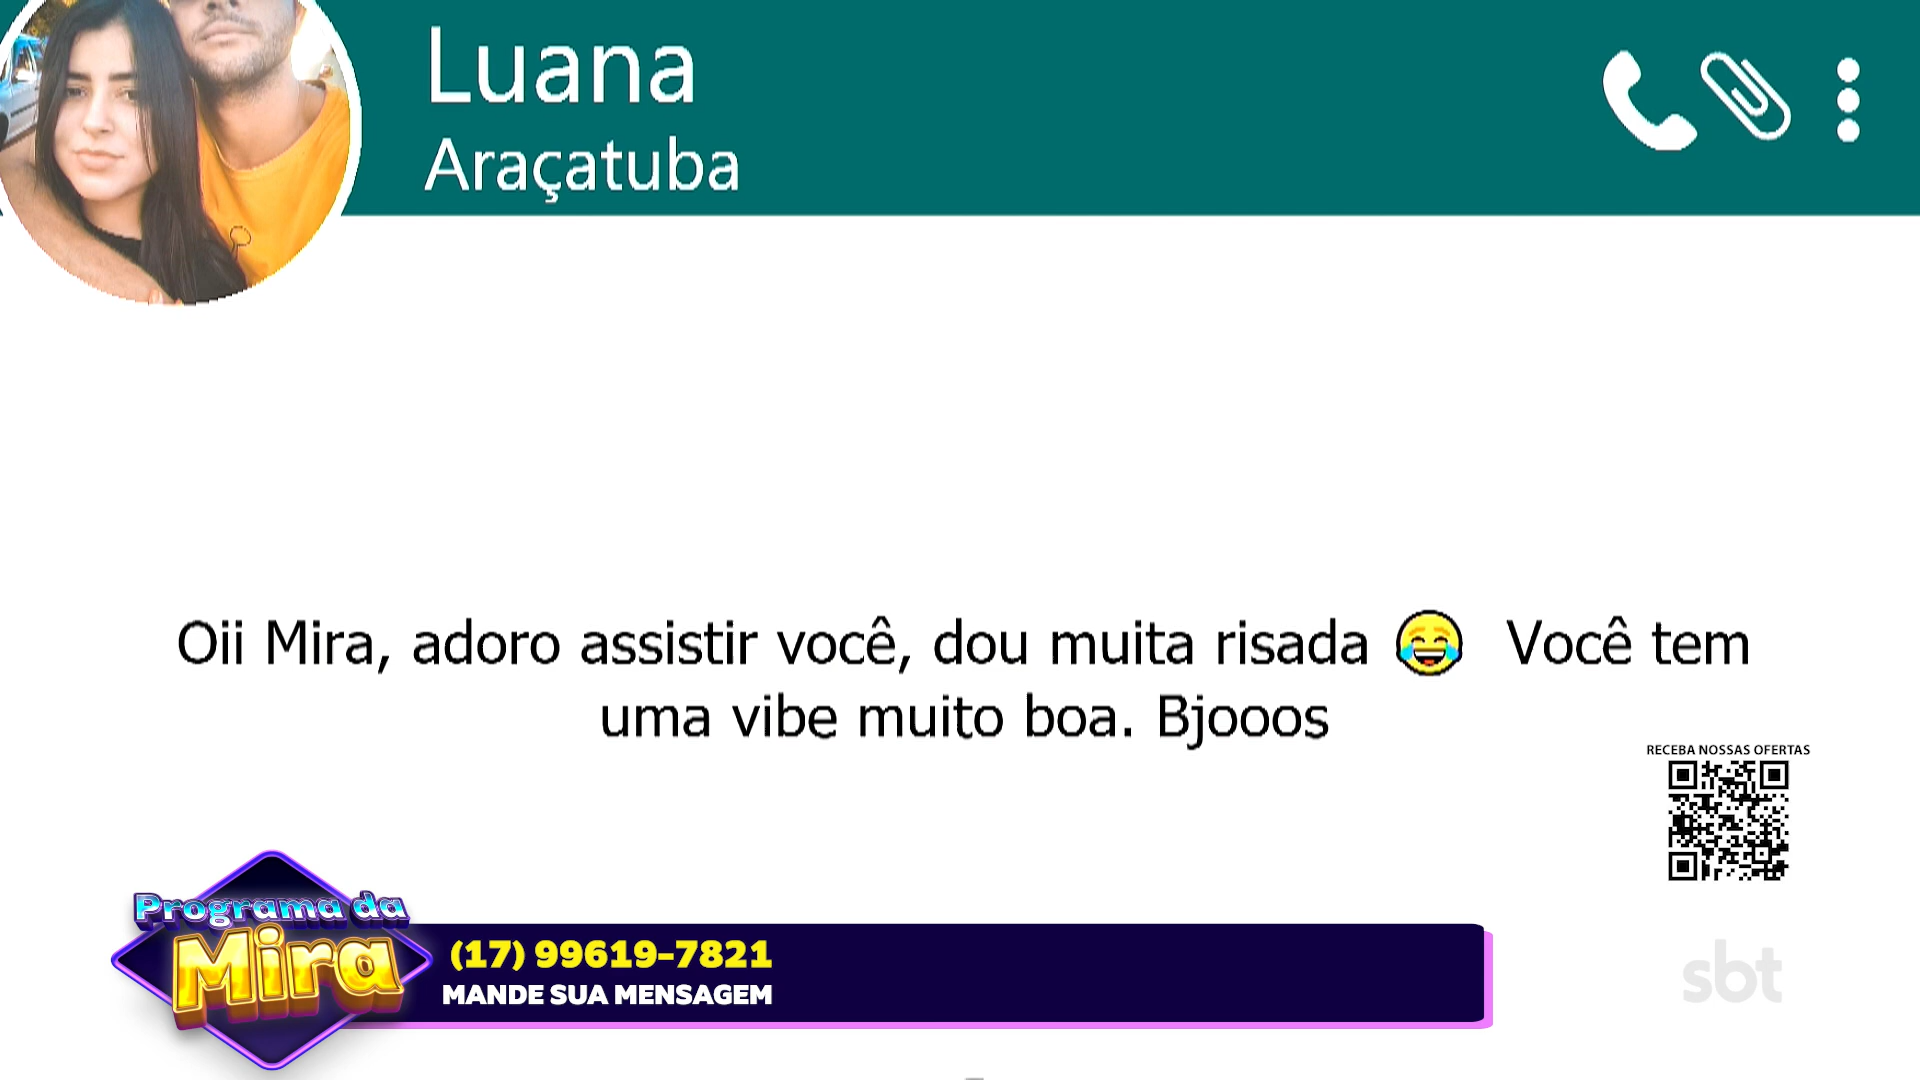 Luana
Araçatuba
Oii Mira, adoro assistir você, dou muita risada 😂 Você tem
uma vibe muito boa. Bjooos
RECEBA NOSSAS OFERTAS
Programa da
Mira
(17) 99619-7821
MANDE SUA MENSAGEM
sbt